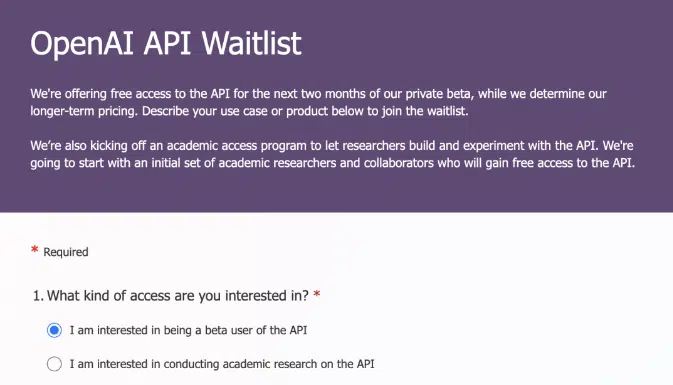 OpenAI API Waitlist
We're offering free access to the API for the next two months of our private beta, while we determine our
longer-term pricing. Describe your use case or product below to join the waitlist.
We’re also kicking off an academic access program to let researchers build and experiment with the API. We're
going to start with an initial set of academic researchers and collaborators who will gain free access to the API.
* Required
1. What kind of access are you interested in? *
I am interested in being a beta user of the API
I am interested in conducting academic research on the API